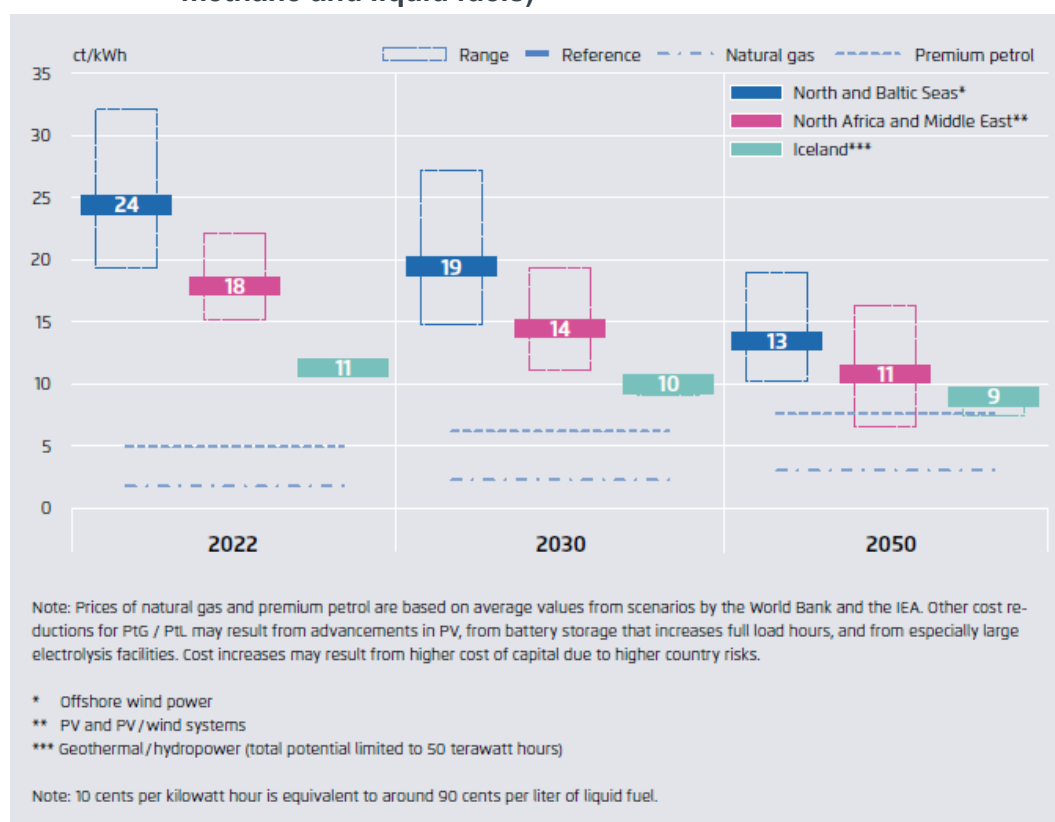 methane and liquid fuels)
ct/kWh
Range Reference Natural gas Premium petrol
35
North and Baltic Seas*
North Africa and Middle East**
Iceland***
30
25
24
20
19
18
15
14
13
11
11
10
10
9
5
0
2022 2030 2050
Note: Prices of natural gas and premium petrol are based on average values from scenarios by the World Bank and the IEA. Other cost re-
ductions for PtG / PtL may result from advancements in PV, from battery storage that increases full load hours, and from especially large
electrolysis facilities. Cost increases may result from higher cost of capital due to higher country risks.
* Offshore wind power
** PV and PV / wind systems
*** Geothermal / hydropower (total potential limited to 50 terawatt hours)
Note: 10 cents per kilowatt hour is equivalent to around 90 cents per liter of liquid fuel.